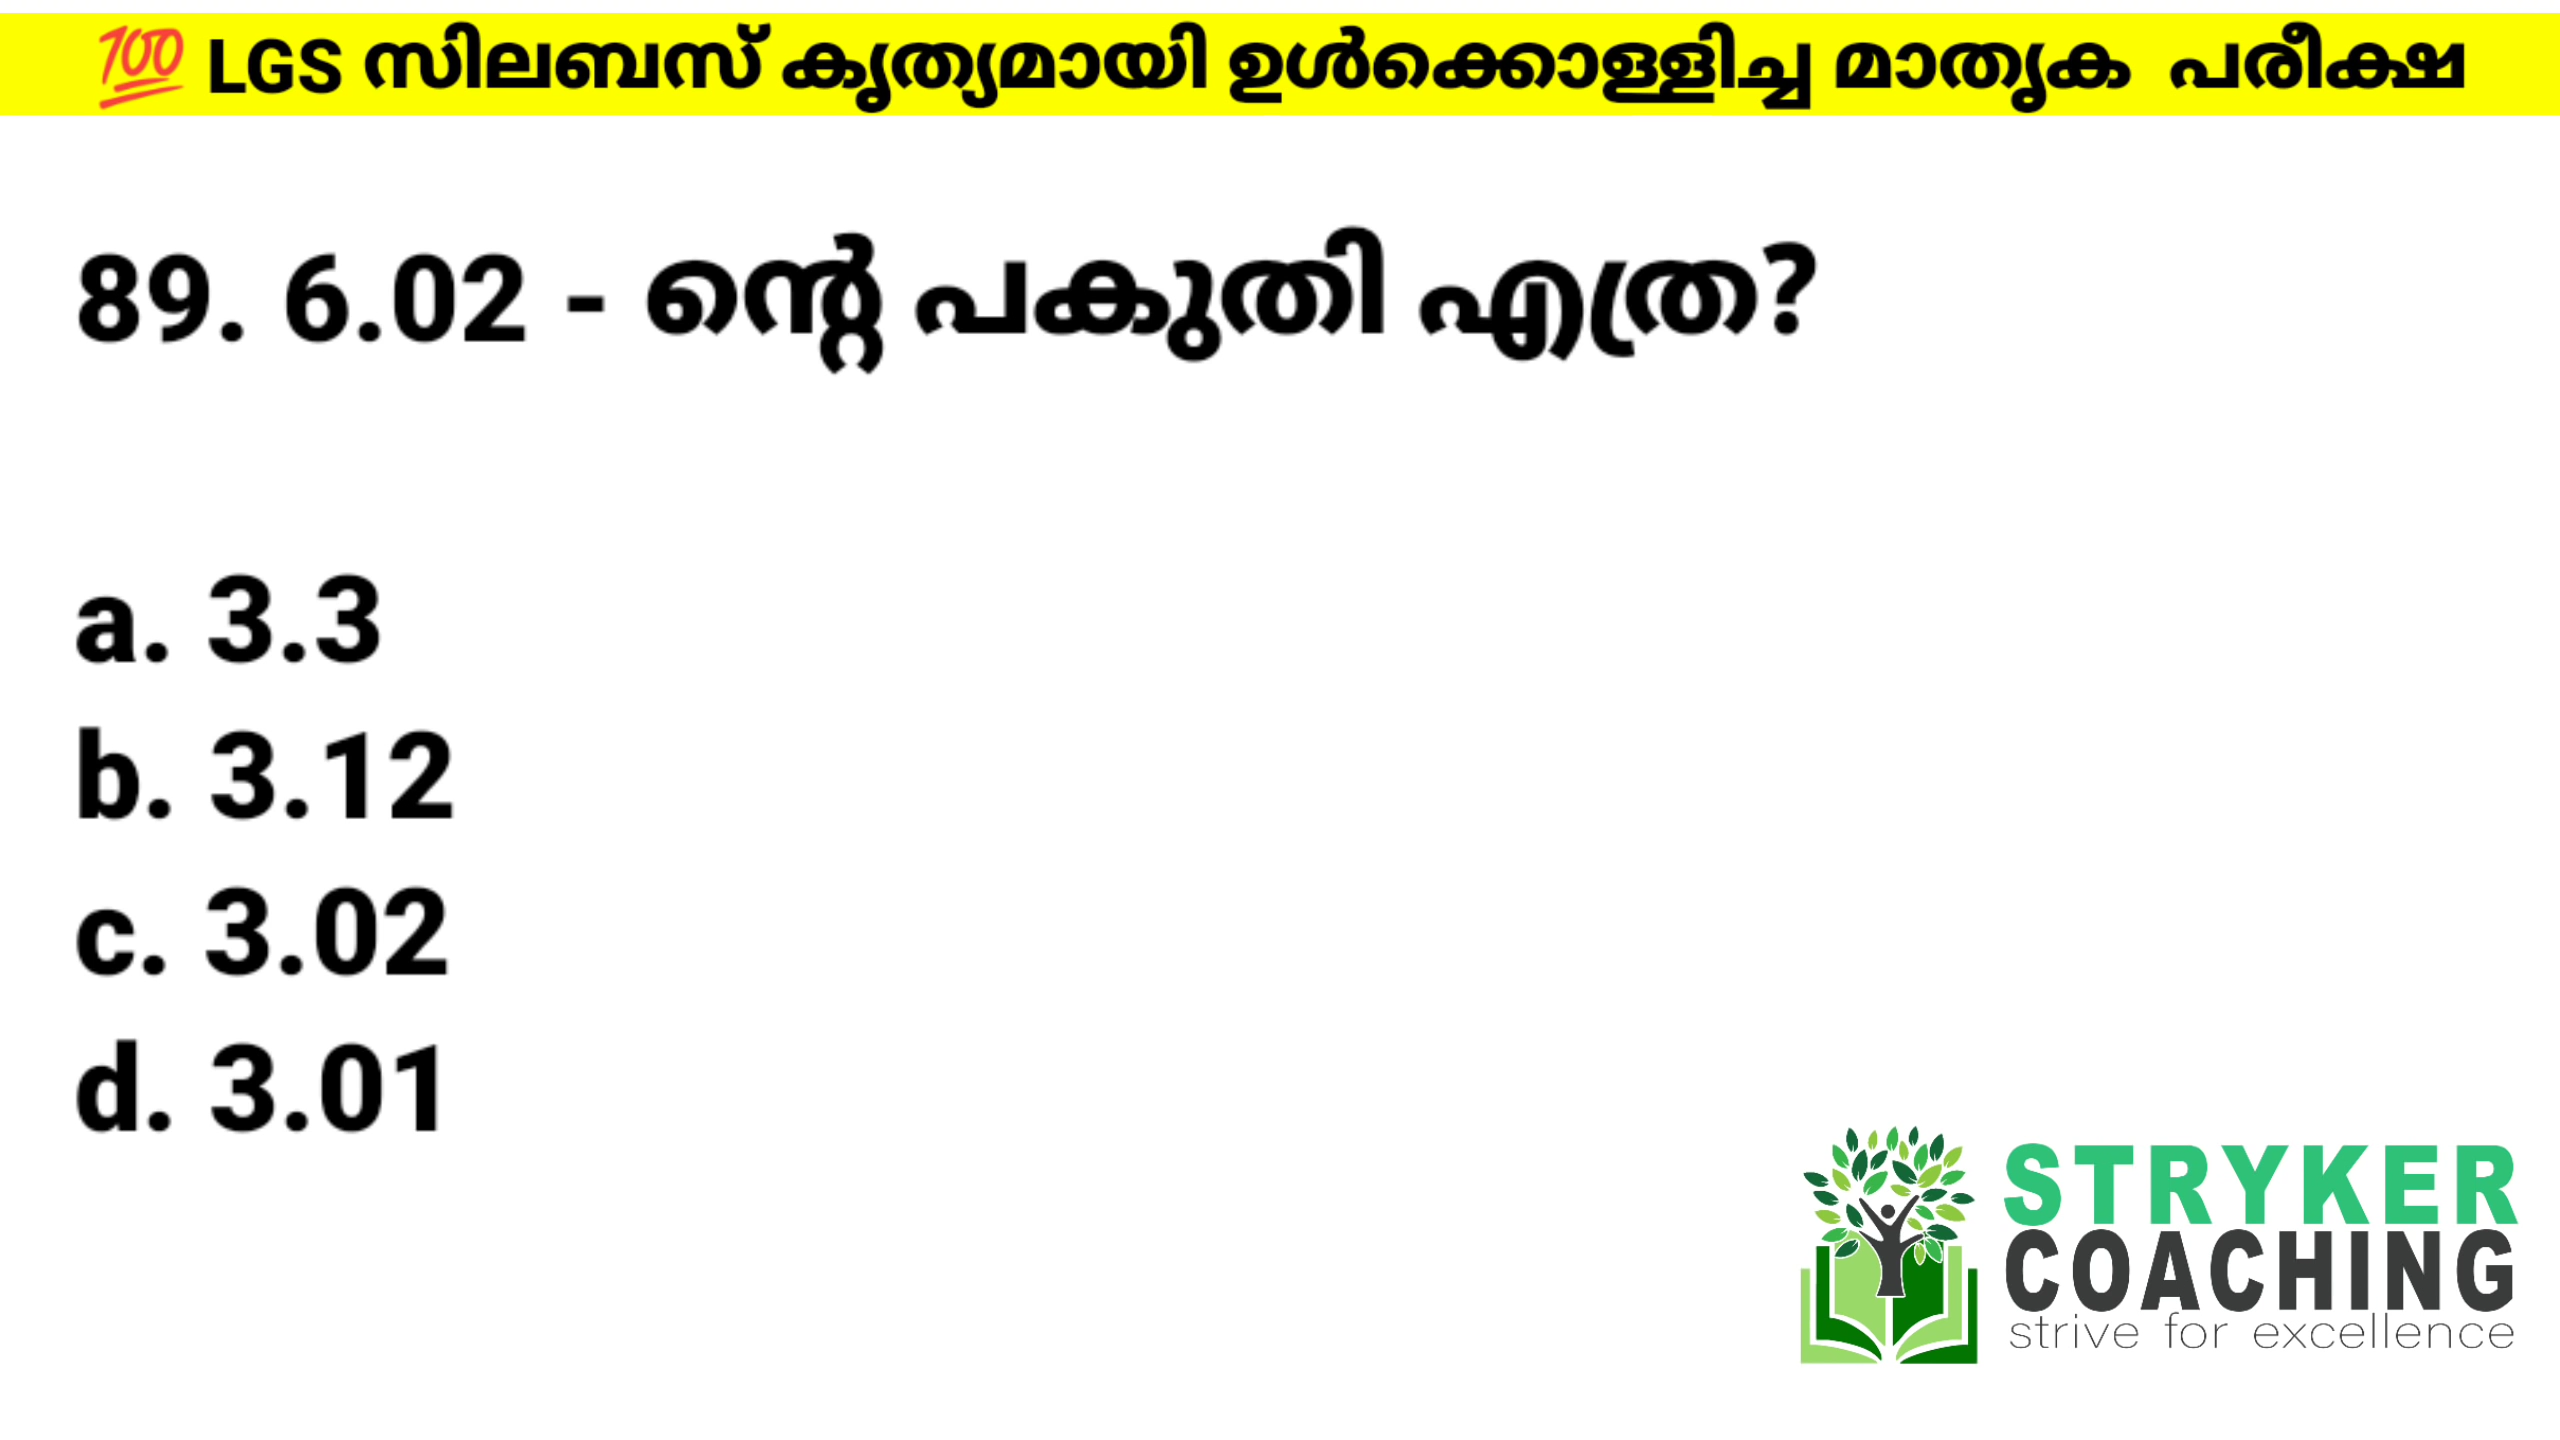 💯 LGS സിലബസ് കൃത്യമായി ഉൾക്കൊള്ളിച്ച മാതൃക പരീക്ഷ
89. 6.02 - ന്റെ പകുതി എത്ര?
a. 3.3
b. 3.12
c. 3.02
d. 3.01
STRYKER
COACHING
strive for excellence